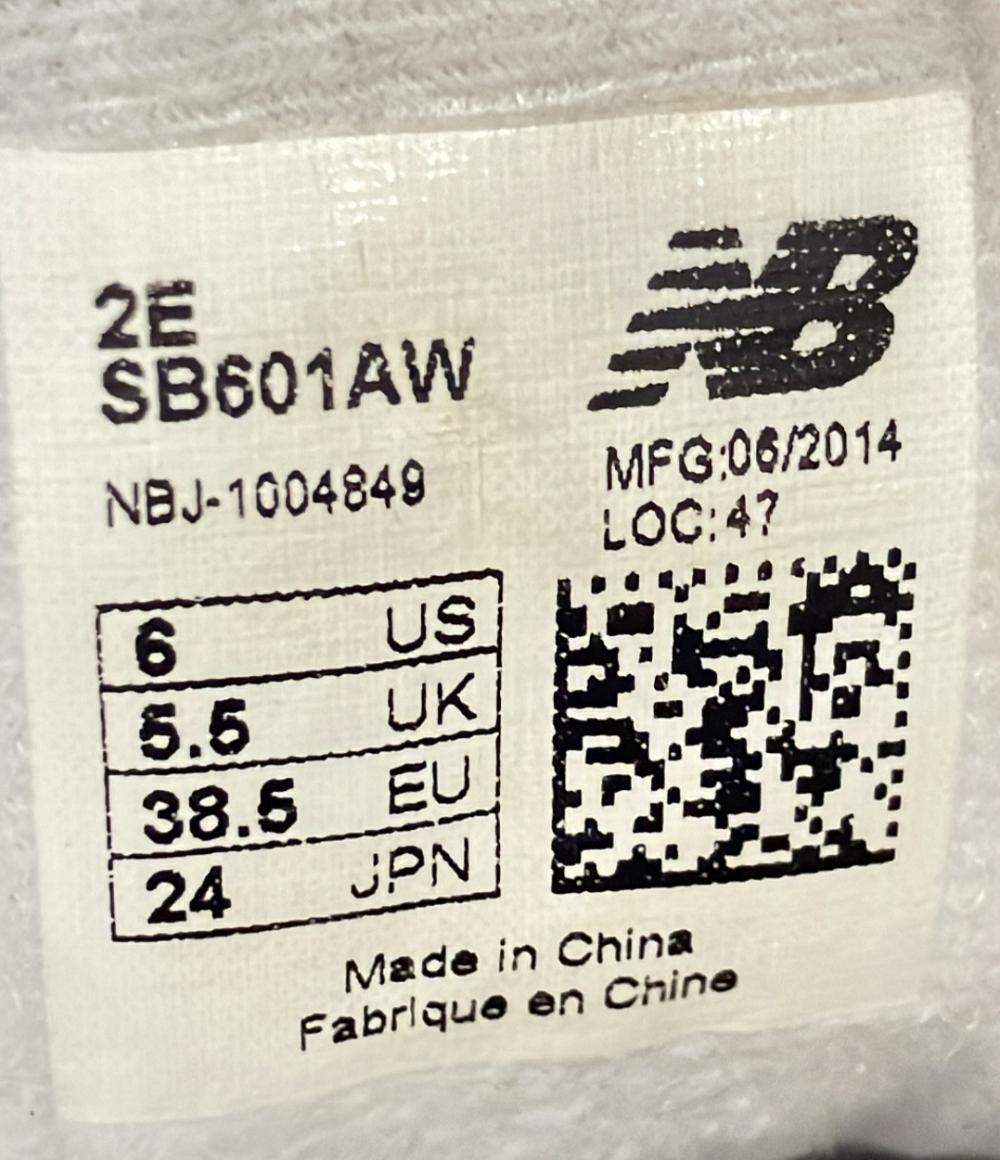 2E
SB601AW
NBJ-1004849
NB
MFG:06/2014
LOC:47
6 US
5.5 UK
38.5 EU
24 JPN
Made in China
Fabrique en Chine